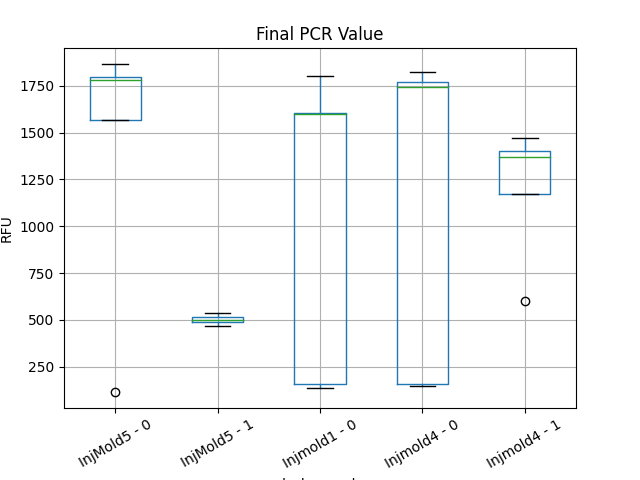 Final PCR Value
RFU
1750
1500
1250
1000
750
500
250
InjMold5 - 0
InjMold5 - 1
Injmold1 - 0
Injmold4 - 0
Injmold4 - 1